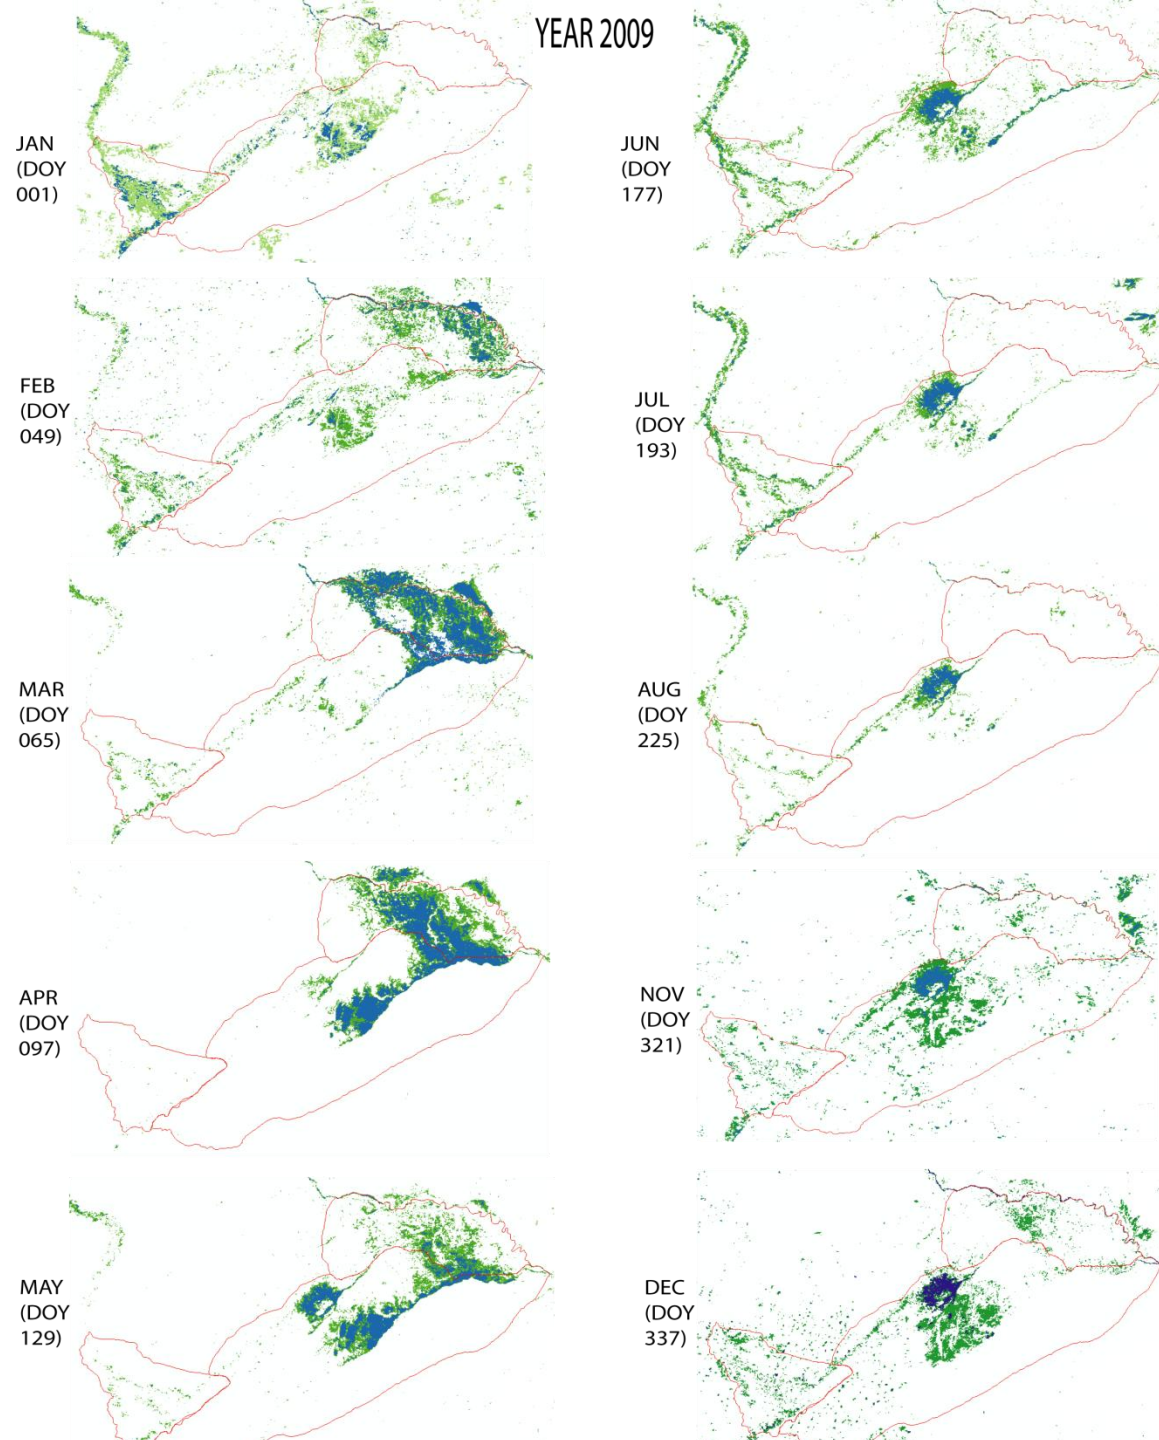 YEAR 2009
JAN
(DOY
001)
FEB
(DOY
049)
MAR
(DOY
065)
APR
(DOY
097)
MAY
(DOY
129)
JUN
(DOY
177)
JUL
(DOY
193)
AUG
(DOY
225)
NOV
(DOY
321)
DEC
(DOY
337)